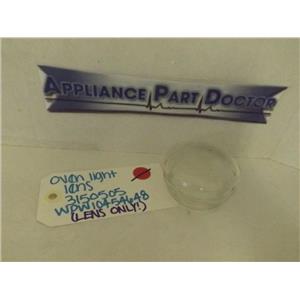 APPLIANCE PART DOCTOR
oven light
lens
3150505
WPW10454648
(LENS ONLY!)